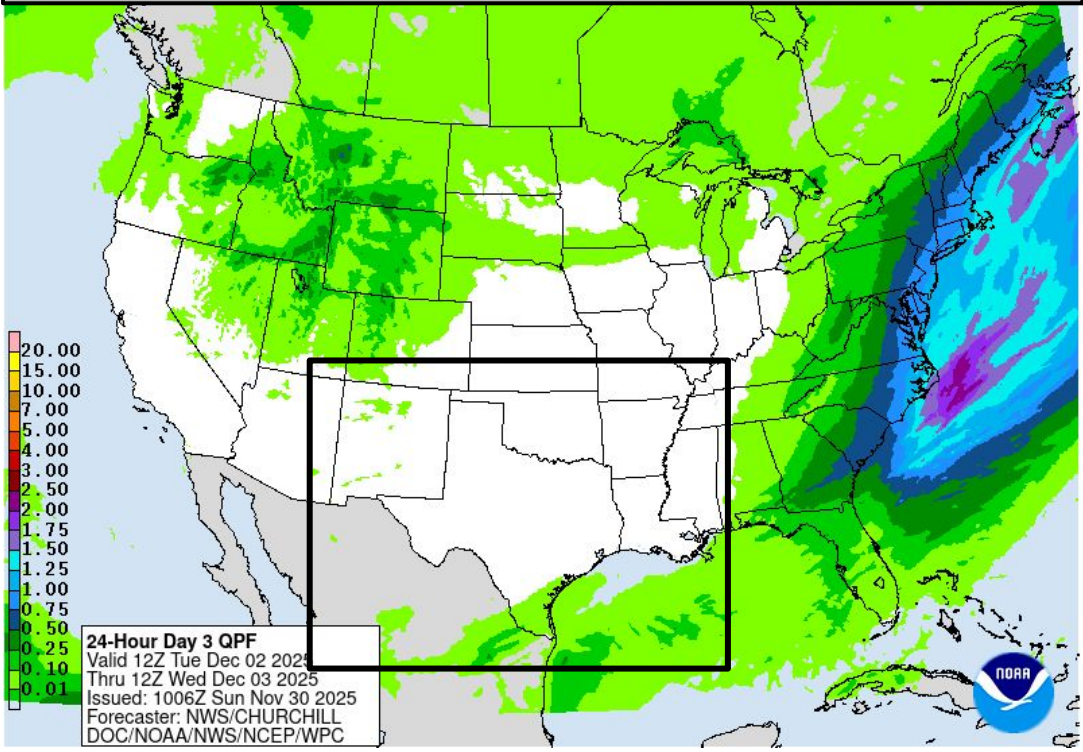 20.00
15.00
10.00
7.00
5.00
4.00
3.00
2.50
2.00
1.75
1.50
1.25
1.00
0.75
0.50
0.25
0.10
0.01
24-Hour Day 3 QPF
Valid 12Z Tue Dec 02 2025
Thru 12Z Wed Dec 03 2025
Issued: 1006Z Sun Nov 30 2025
Forecaster: NWS/CHURCHILL
DOC/NOAA/NWS/NCEP/WPC
NOAA